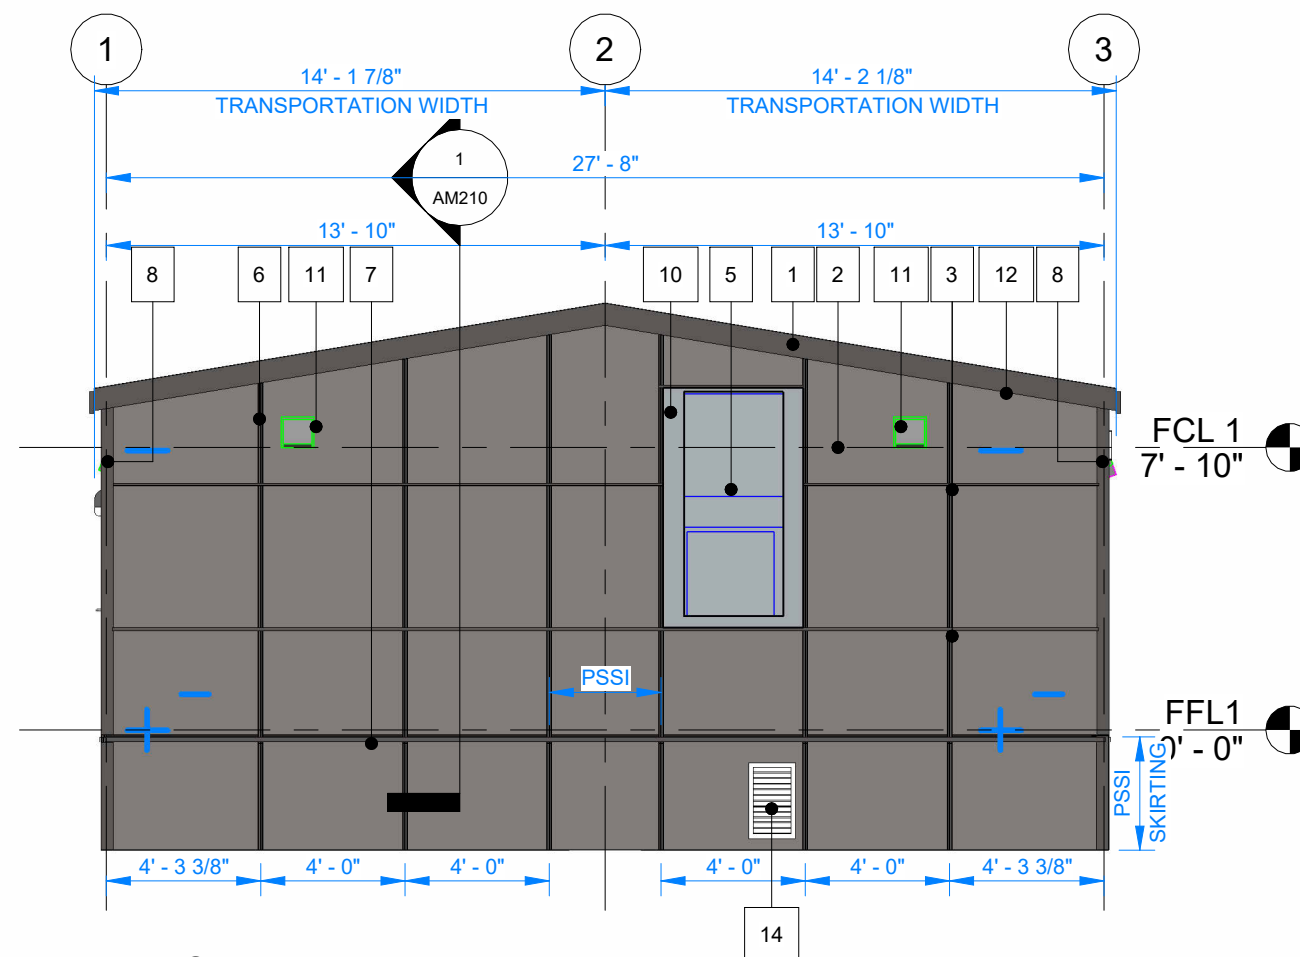 1
2
3
14' - 1 7/8"
14' - 2 1/8"
TRANSPORTATION WIDTH
TRANSPORTATION WIDTH
1
AM210
27' - 8"
13' - 10"
13' - 10"
8
6
11
7
10
5
1
2
11
3
12
8
FCL 1
7' - 10"
PSSI
FFL1
0' - 0"
PSSI
SKIRTING
4' - 3 3/8"
4' - 0"
4' - 0"
4' - 0"
4' - 0"
4' - 3 3/8"
14